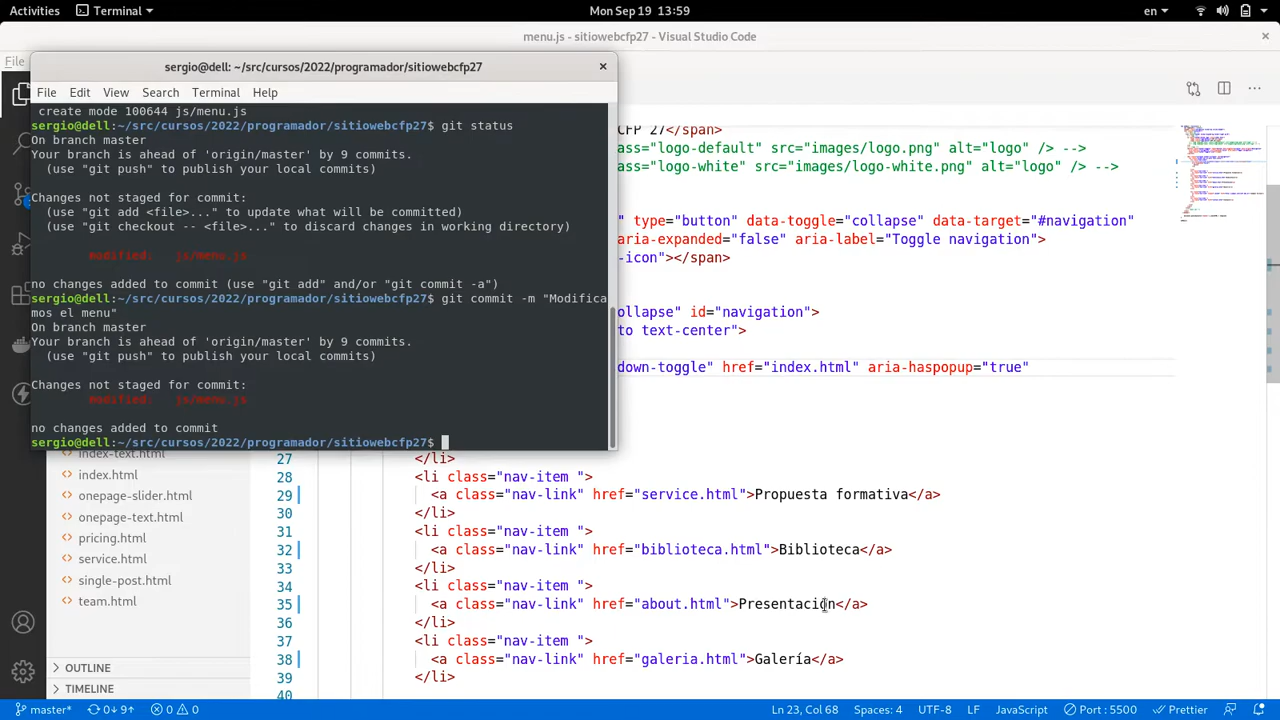 Activities
Terminal
Mon Sep 19 13:59
en
menu.js - sitiowebcfp27 - Visual Studio Code
File
sergio@dell: ~/src/cursos/2022/programador/sitiowebcfp27
File Edit View Search Terminal Help
create mode 100644 js/menu.js
sergio@dell:~/src/cursos/2022/programador/sitiowebcfp27$ git status
On branch master
Your branch is ahead of 'origin/master' by 9 commits.
(use "git push" to publish your local commits)
Changes not staged for commit:
(use "git add <file>..." to update what will be committed)
(use "git checkout -- <file>..." to discard changes in working directory)
modified: js/menu.js
no changes added to commit (use "git add" and/or "git commit -a")
sergio@dell:~/src/cursos/2022/programador/sitiowebcfp27$ git commit -m "Modifica
mos el menu"
On branch master
Your branch is ahead of 'origin/master' by 9 commits.
(use "git push" to publish your local commits)
Changes not staged for commit:
modified: js/menu.js
no changes added to commit
sergio@dell:~/src/cursos/2022/programador/sitiowebcfp27$
CFP 27</span>
lass="logo-default" src="images/logo.png" alt="logo" /> -->
lass="logo-white" src="images/logo-white.png" alt="logo" /> -->
" type="button" data-toggle="collapse" data-target="#navigation"
aria-expanded="false" aria-label="Toggle navigation">
-icon"></span>
ollapse" id="navigation">
to text-center">
down-toggle" href="index.html" aria-haspopup="true"
index-text.html
index.html
onepage-slider.html
onepage-text.html
pricing.html
service.html
single-post.html
team.html
OUTLINE
TIMELINE
27 </li>
28 <li class="nav-item ">
29 <a class="nav-link" href="service.html">Propuesta formativa</a>
30 </li>
31 <li class="nav-item ">
32 <a class="nav-link" href="biblioteca.html">Biblioteca</a>
33 </li>
34 <li class="nav-item ">
35 <a class="nav-link" href="about.html">Presentación</a>
36 </li>
37 <li class="nav-item ">
38 <a class="nav-link" href="galeria.html">Galería</a>
39 </li>
40
master* 0↓ 9↑ 0 0
Ln 23, Col 68 Spaces: 4 UTF-8 LF JavaScript Port : 5500 Prettier